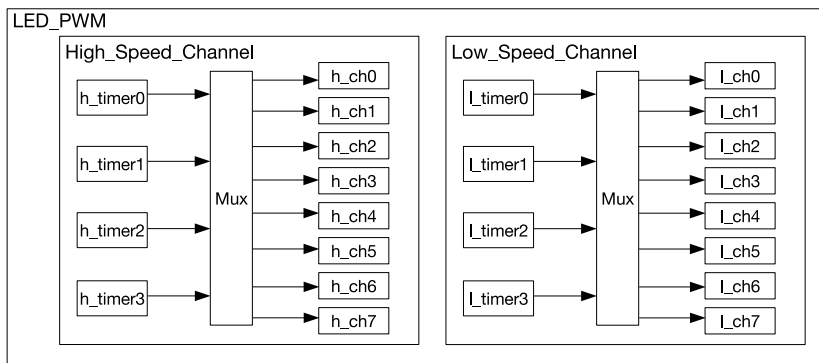 LED_PWM
High_Speed_Channel
h_timer0
h_timer1
h_timer2
h_timer3
Mux
h_ch0
h_ch1
h_ch2
h_ch3
h_ch4
h_ch5
h_ch6
h_ch7
Low_Speed_Channel
l_timer0
l_timer1
l_timer2
l_timer3
Mux
l_ch0
l_ch1
l_ch2
l_ch3
l_ch4
l_ch5
l_ch6
l_ch7